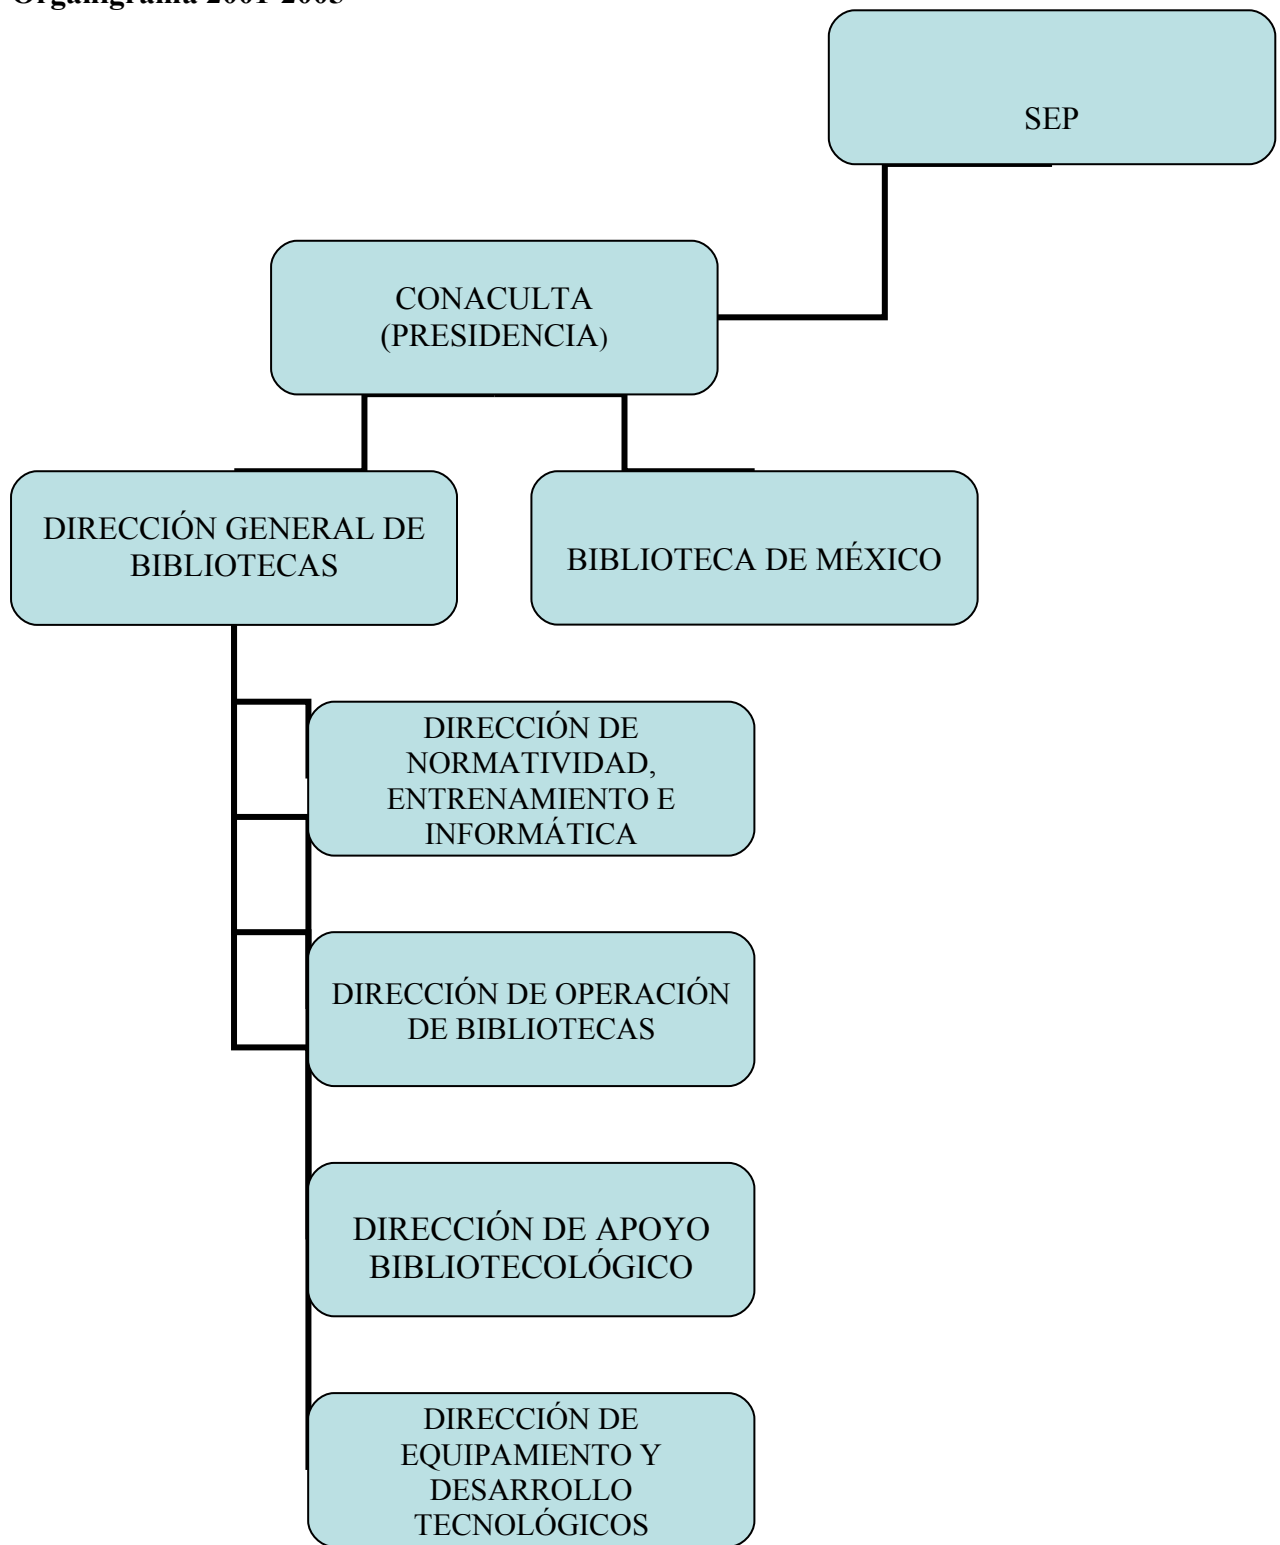 SEP
CONACULTA
(PRESIDENCIA)
DIRECCIÓN GENERAL DE
BIBLIOTECAS
BIBLIOTECA DE MÉXICO
DIRECCIÓN DE
NORMATIVIDAD,
ENTRENAMIENTO E
INFORMÁTICA
DIRECCIÓN DE OPERACIÓN
DE BIBLIOTECAS
DIRECCIÓN DE APOYO
BIBLIOTECOLÓGICO
DIRECCIÓN DE
EQUIPAMIENTO Y
DESARROLLO
TECNOLÓGICOS